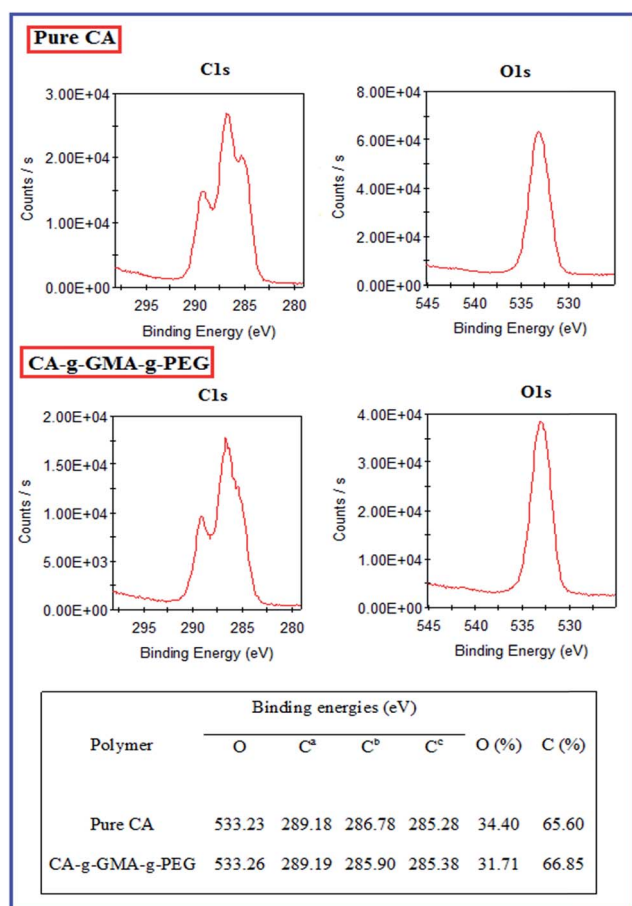 Pure CA
C1s
O1s
3.00E+04
2.00E+04
1.00E+04
0.00E+00
Counts / s
295 290 285 280
Binding Energy (eV)
8.00E+04
6.00E+04
4.00E+04
2.00E+04
0.00E+00
Counts / s
545 540 535 530
Binding Energy (eV)
CA-g-GMA-g-PEG
C1s
O1s
2.00E+04
1.50E+04
1.00E+04
5.00E+03
0.00E+00
Counts / s
295 290 285 280
Binding Energy (eV)
4.00E+04
3.00E+04
2.00E+04
1.00E+04
0.00E+00
Counts / s
545 540 535 530
Binding Energy (eV)
Binding energies (eV)
Polymer O Cᵃ Cᵇ Cᶜ O (%) C (%)
Pure CA 533.23 289.18 286.78 285.28 34.40 65.60
CA-g-GMA-g-PEG 533.26 289.19 285.90 285.38 31.71 66.85